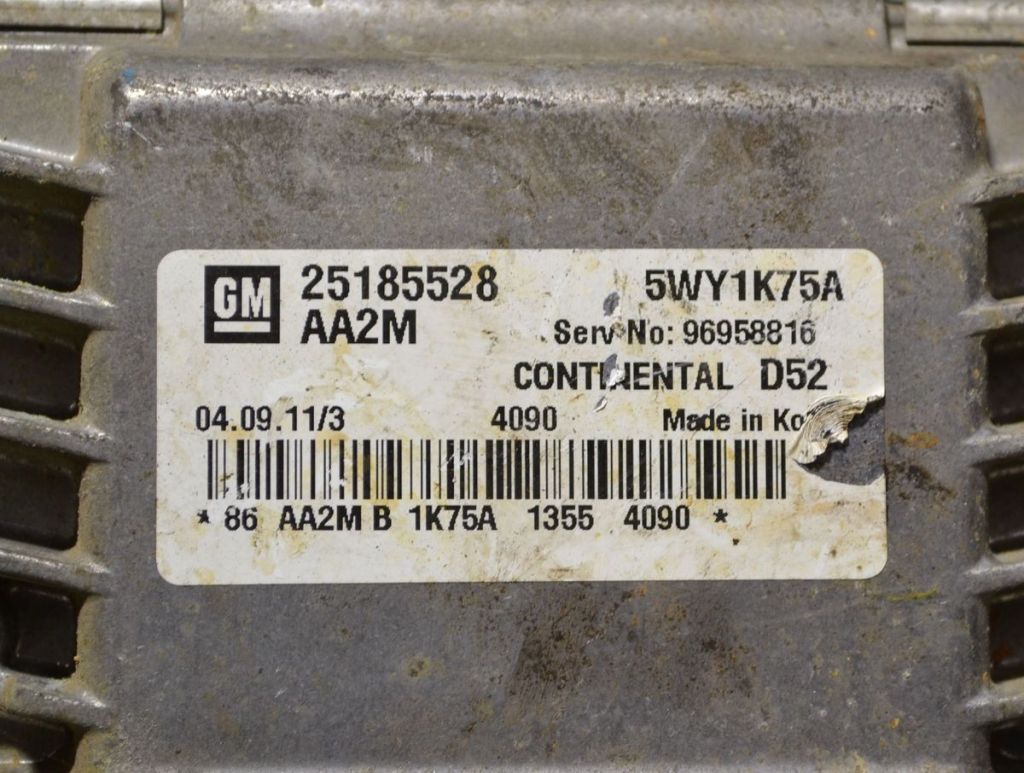 GM 25185528 5WY1K75A
AA2M Serv No: 96958816
CONTINENTAL D52
04.09.11/3 4090 Made in Ko
* 86 AA2M B 1K75A 1355 4090 *